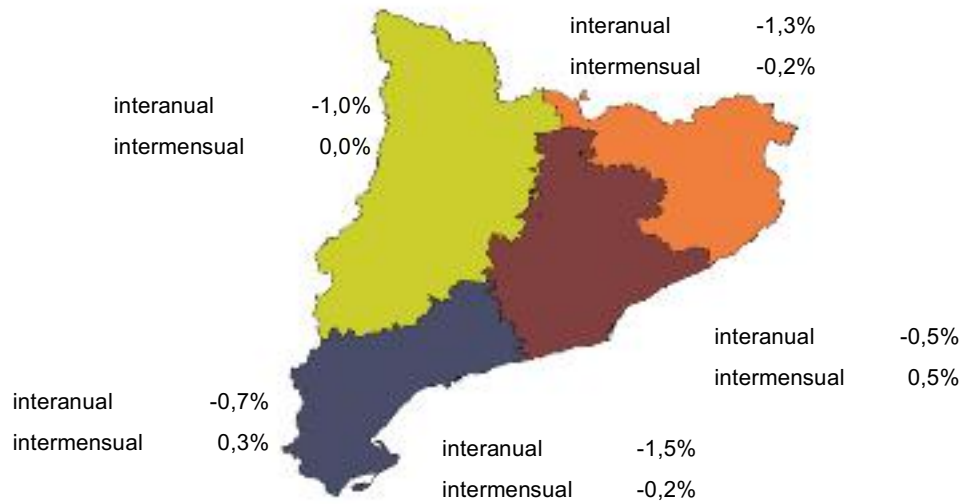 interanual -1,3%
intermensual -0,2%
interanual -1,0%
intermensual 0,0%
interanual -0,5%
intermensual 0,5%
interanual -0,7%
intermensual 0,3%
interanual -1,5%
intermensual -0,2%